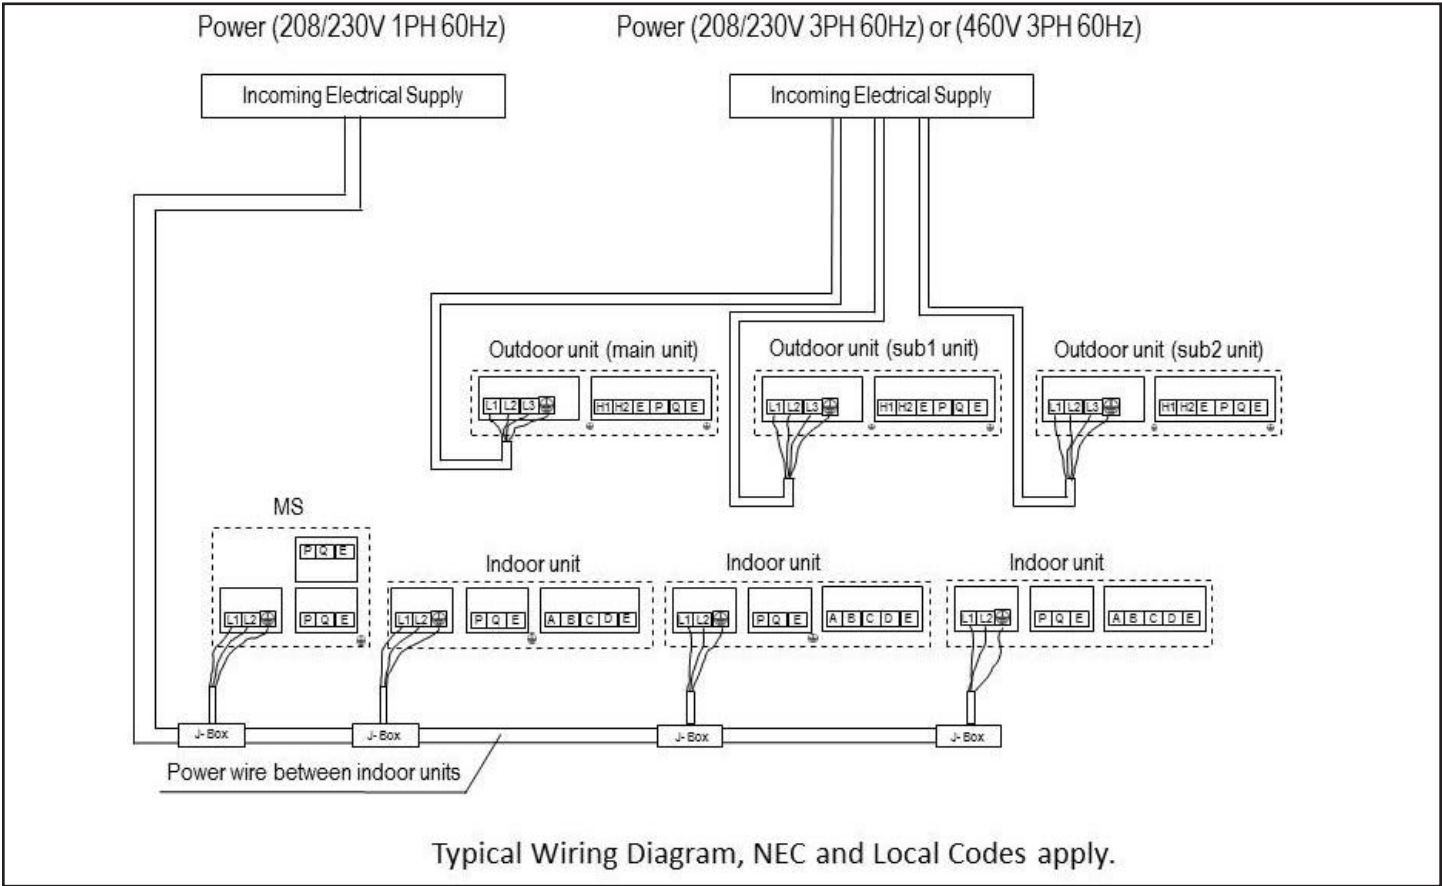 Power (208/230V 1PH 60Hz)
Power (208/230V 3PH 60Hz) or (460V 3PH 60Hz)
Incoming Electrical Supply
Incoming Electrical Supply
Outdoor unit (main unit)
Outdoor unit (sub1 unit)
Outdoor unit (sub2 unit)
L1 L2 L3
H1 H2 E P Q E
L1 L2 L3
H1 H2 E P Q E
L1 L2 L3
H1 H2 E P Q E
MS
P Q E
Indoor unit
Indoor unit
Indoor unit
L1 L2
P Q E
L1 L2
P Q E
A B C D E
L1 L2
P Q E
A B C D E
L1 L2
P Q E
A B C D E
J- Box
J- Box
J- Box
J- Box
Power wire between indoor units
Typical Wiring Diagram, NEC and Local Codes apply.